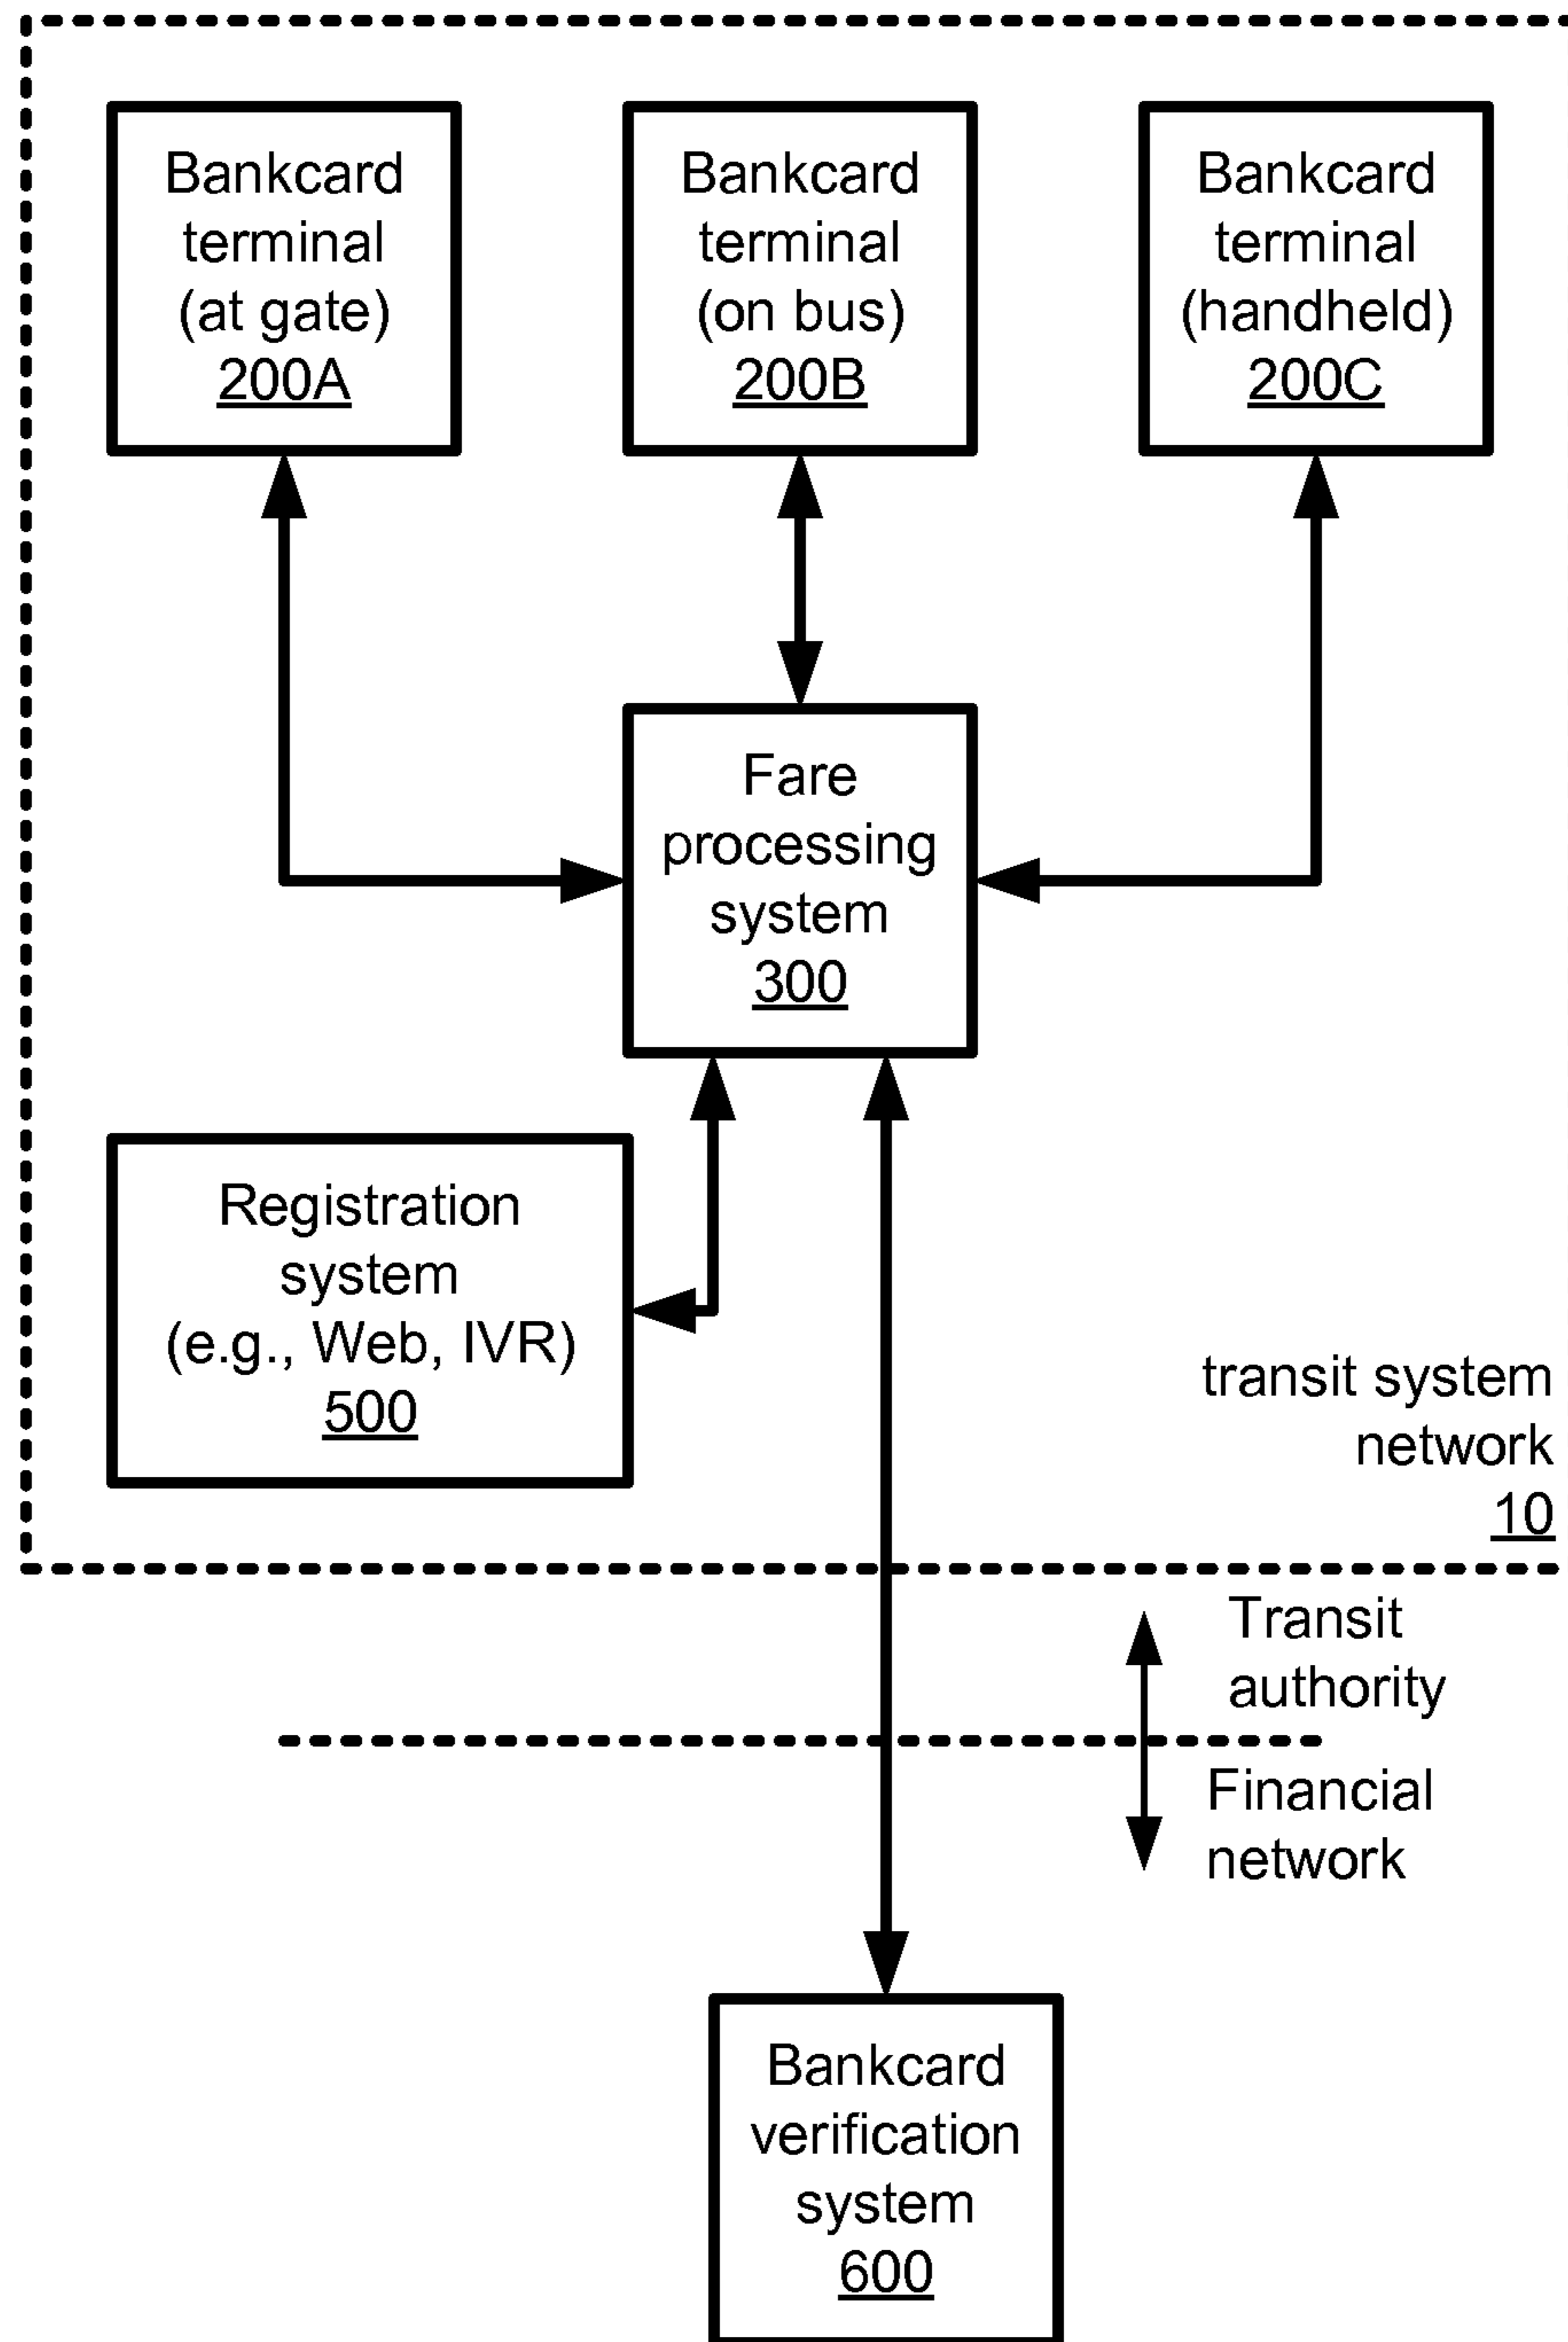 Bankcard
terminal
(at gate)
200A
Bankcard
terminal
(on bus)
200B
Bankcard
terminal
(handheld)
200C
Fare
processing
system
300
Registration
system
(e.g., Web, IVR)
500
transit system
network
10
Transit
authority
Financial
network
Bankcard
verification
system
600